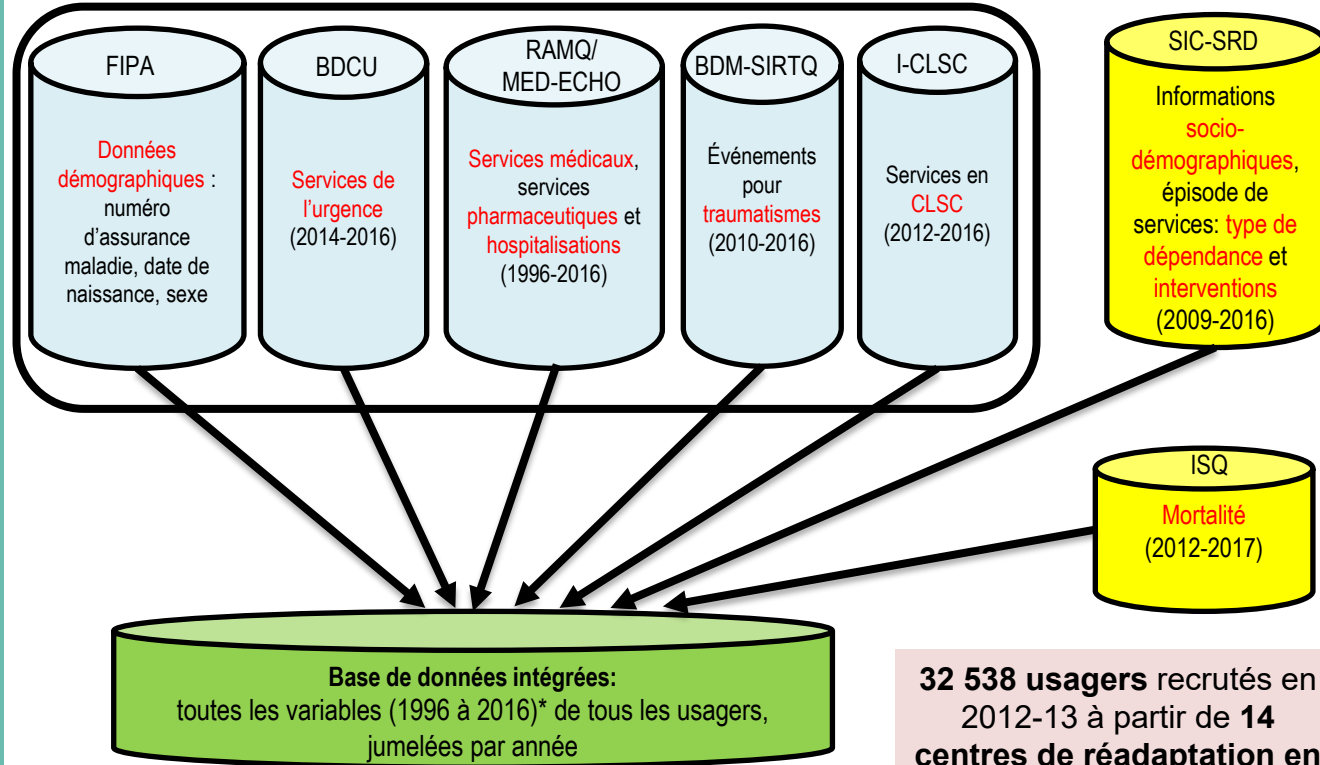 FIPA
Données
démographiques :
numéro
d’assurance
maladie, date de
naissance, sexe
BDCU
Services de
l’urgence
(2014-2016)
RAMQ/
MED-ECHO
Services médicaux,
services
pharmaceutiques et
hospitalisations
(1996-2016)
BDM-SIRTQ
Événements
pour
traumatismes
(2010-2016)
I-CLSC
Services en
CLSC
(2012-2016)
SIC-SRD
Informations
socio-
démographiques,
épisode de
services: type de
dépendance et
interventions
(2009-2016)
ISQ
Mortalité
(2012-2017)
Base de données intégrées:
toutes les variables (1996 à 2016)* de tous les usagers,
jumelées par année
32 538 usagers recrutés en
2012-13 à partir de 14
centres de réadaptation en